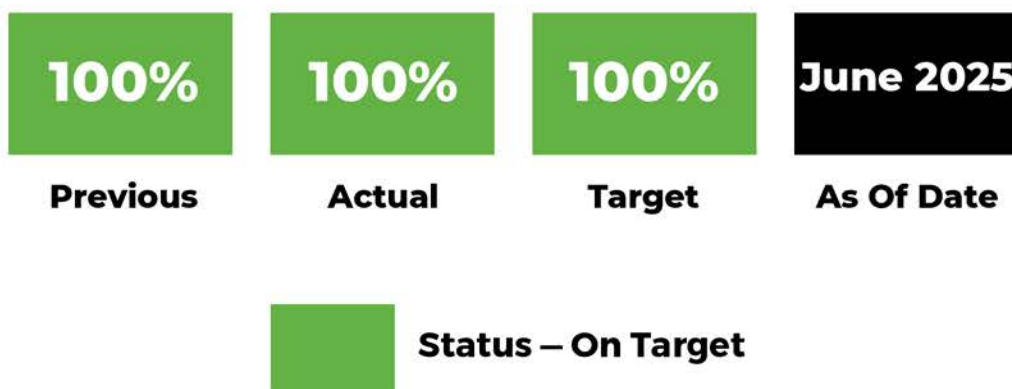 100% 100% 100% June 2025
Previous Actual Target As Of Date
Status – On Target